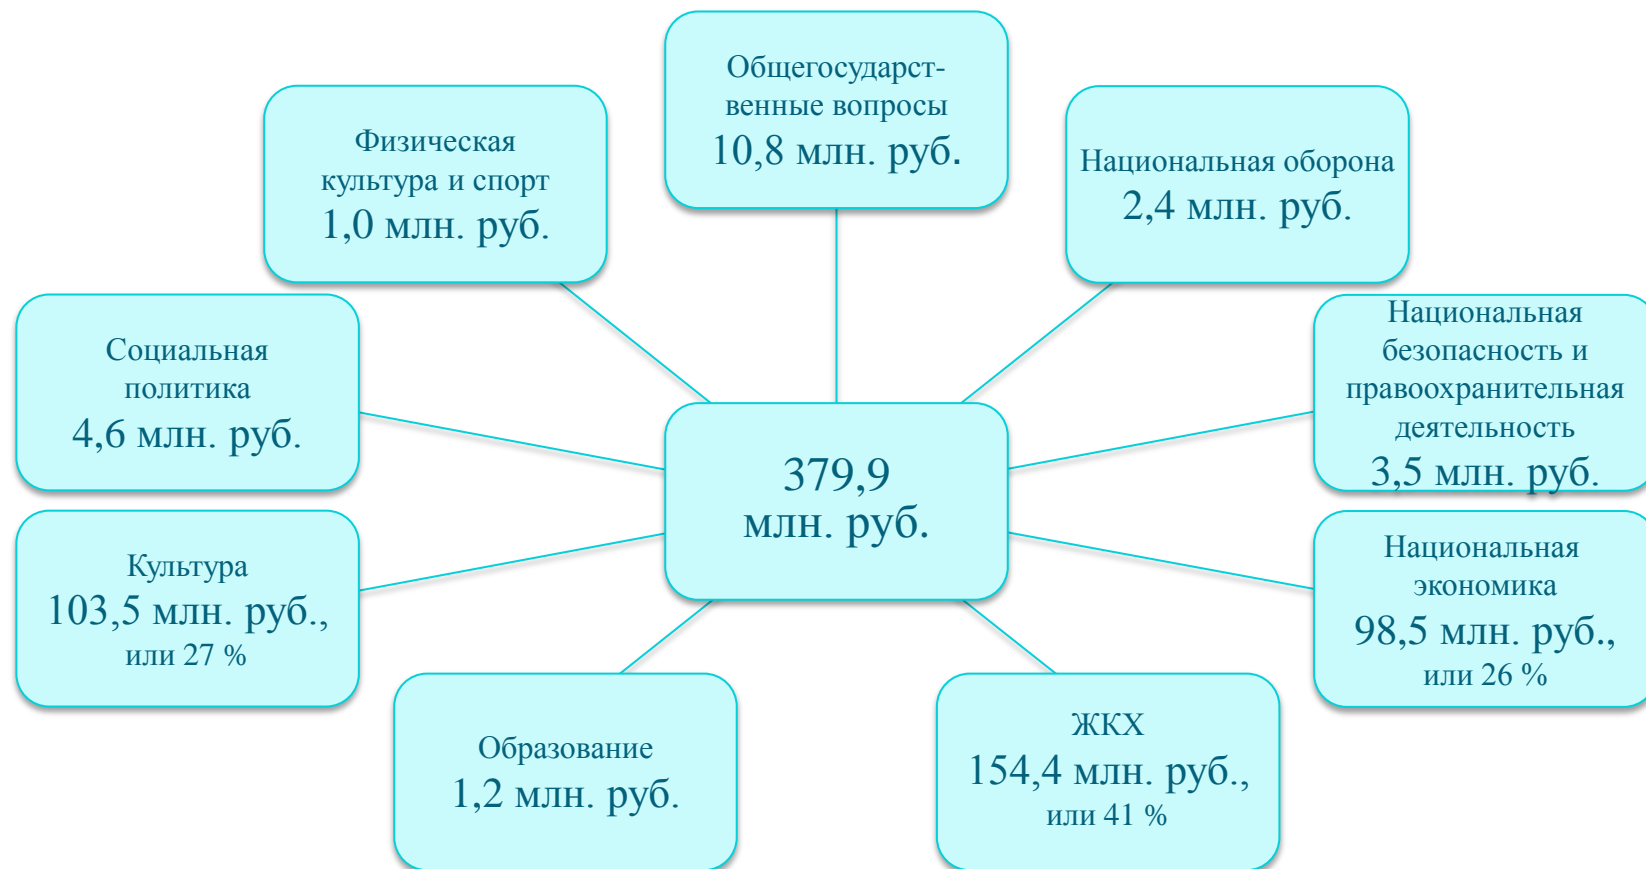 Общегосударст-
венные вопросы
10,8 млн. руб.
Национальная оборона
2,4 млн. руб.
Национальная
безопасность и
правоохранительная
деятельность
3,5 млн. руб.
Национальная
экономика
98,5 млн. руб.,
или 26 %
ЖКХ
154,4 млн. руб.,
или 41 %
Образование
1,2 млн. руб.
Культура
103,5 млн. руб.,
или 27 %
Социальная
политика
4,6 млн. руб.
Физическая
культура и спорт
1,0 млн. руб.
379,9
млн. руб.